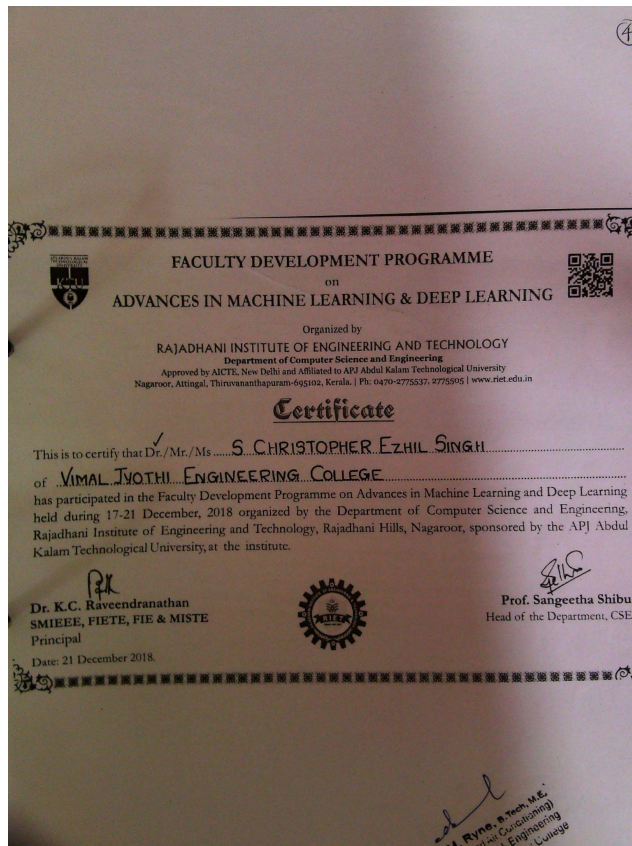 4
FACULTY DEVELOPMENT PROGRAMME
on
ADVANCES IN MACHINE LEARNING & DEEP LEARNING
Organized by
RAJADHANI INSTITUTE OF ENGINEERING AND TECHNOLOGY
Department of Computer Science and Engineering
Approved by AICTE, New Delhi and Affiliated to APJ Abdul Kalam Technological University
Nagaroor, Attingal, Thiruvananthapuram-695102, Kerala. | Ph: 0470-2775537, 2775505 | www.riet.edu.in
Certificate
This is to certify that Dr./Mr./Ms ..... S CHRISTOPHER EZHIL SINGH
of ..VIMAL JYOTHI ENGINEERING COLLEGE
has participated in the Faculty Development Programme on Advances in Machine Learning and Deep Learning
held during 17-21 December, 2018 organized by the Department of Computer Science and Engineering,
Rajadhani Institute of Engineering and Technology, Rajadhani Hills, Nagaroor, sponsored by the APJ Abdul
Kalam Technological University, at the institute.
Dr. K.C. Raveendranathan
SMIEEE, FIETE, FIE & MISTE
Principal
Date: 21 December 2018.
RIET
Prof. Sangeetha Shibu
Head of the Department, CSE
Ryne, B.Tech, M.E.
Air Conditioning)
Engineering
College